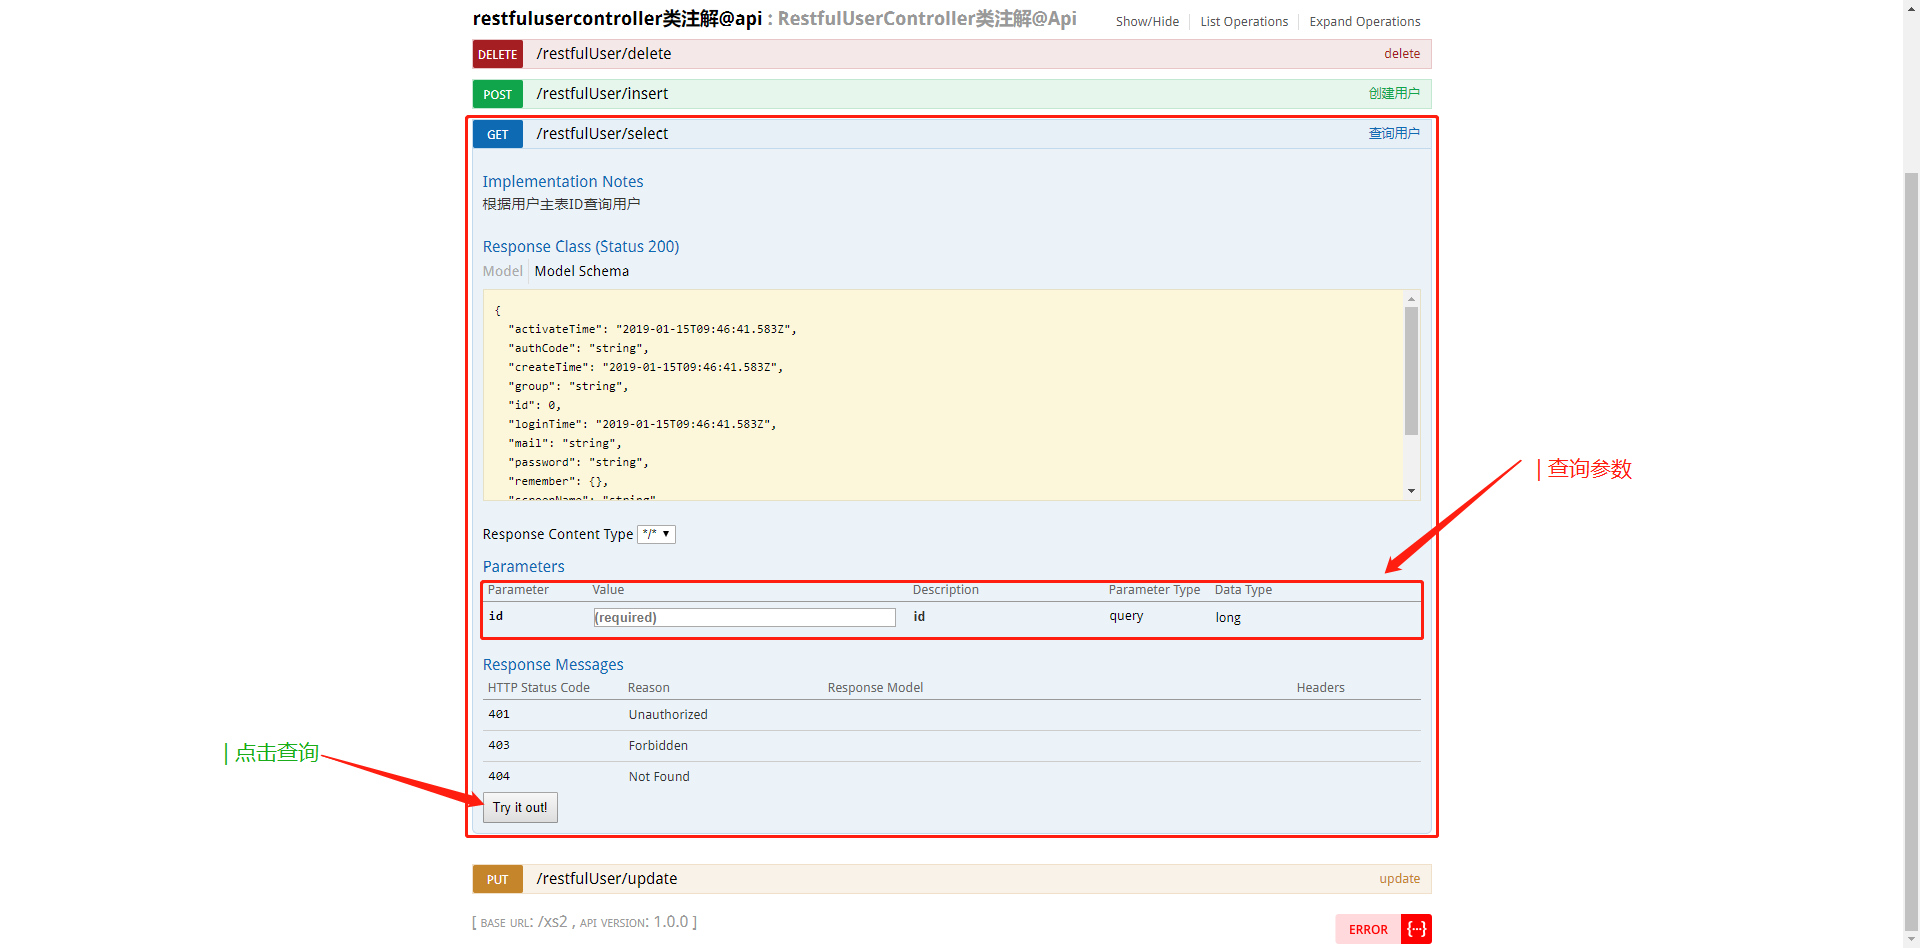 restfulusercontroller类注解@api : RestfulUserController类注解@Api
Show/Hide List Operations Expand Operations
DELETE /restfulUser/delete delete
POST /restfulUser/insert 创建用户
GET /restfulUser/select 查询用户
Implementation Notes
根据用户主表ID查询用户
Response Class (Status 200)
Model Model Schema
{
"activateTime": "2019-01-15T09:46:41.583Z",
"authCode": "string",
"createTime": "2019-01-15T09:46:41.583Z",
"group": "string",
"id": 0,
"loginTime": "2019-01-15T09:46:41.583Z",
"mail": "string",
"password": "string",
"remember": {},
"screenName": "string"
| 查询参数
Response Content Type */*
Parameters
Parameter Value Description Parameter Type Data Type
id (required) id query long
Response Messages
HTTP Status Code Reason Response Model Headers
401 Unauthorized
403 Forbidden
| 点击查询
404 Not Found
Try it out!
PUT /restfulUser/update update
[ BASE URL: /xs2 , API VERSION: 1.0.0 ]
ERROR {···}